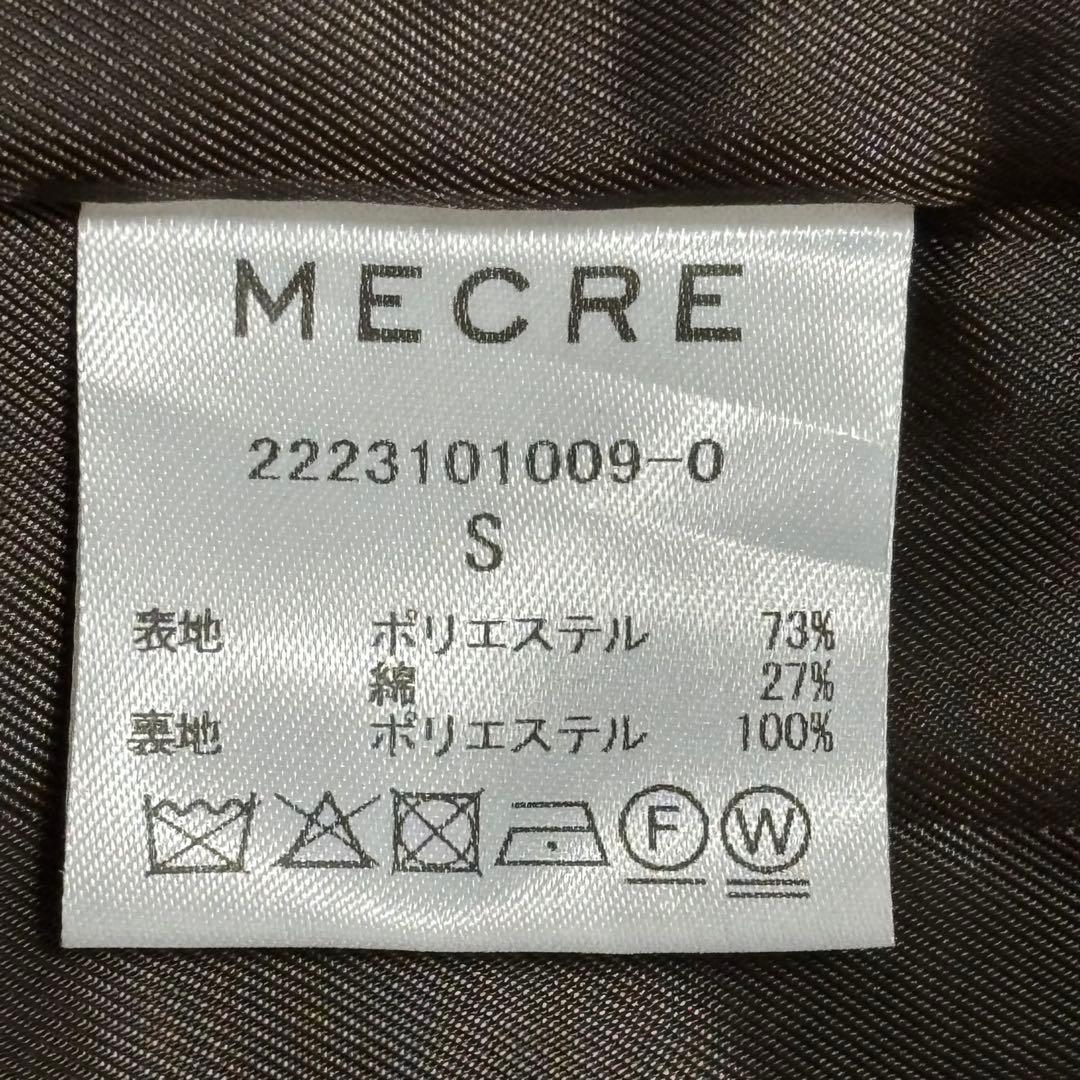 MECRE
2223101009-0
S
表地 ポリエステル 73%
綿 27%
裏地 ポリエステル 100%
F W